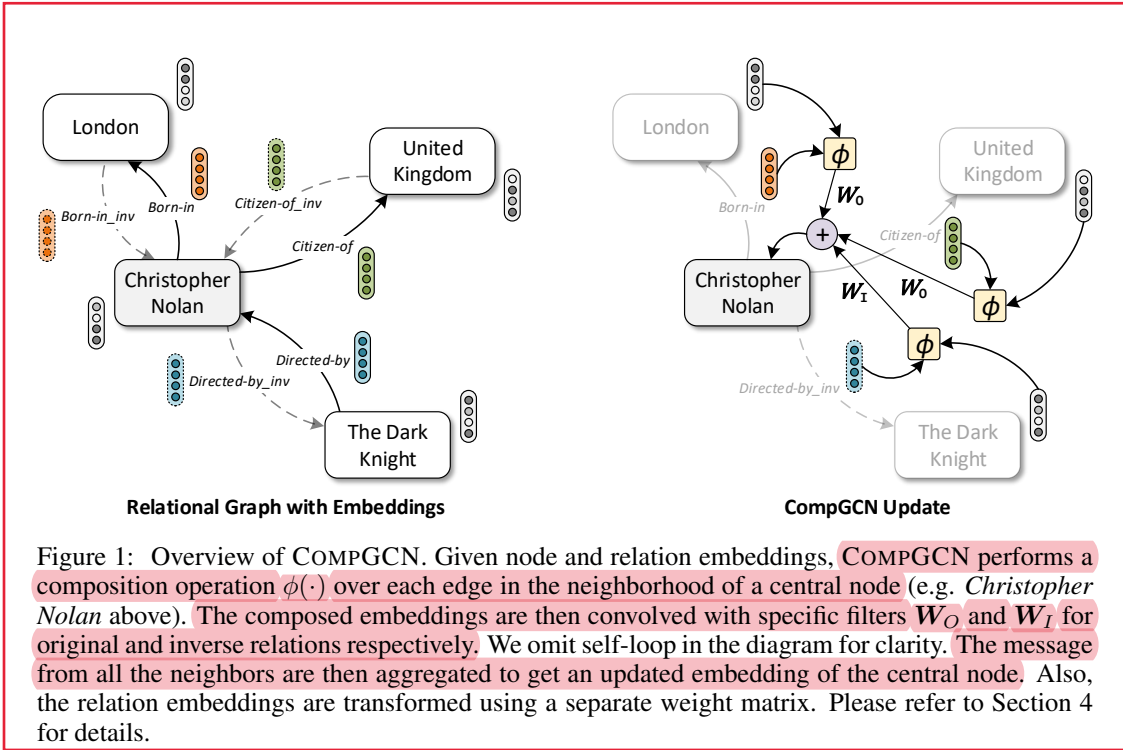 London
United
Kingdom
Born-in_inv
Born-in
Citizen-of_inv
Citizen-of
Christopher
Nolan
Directed-by
Directed-by_inv
The Dark
Knight
Relational Graph with Embeddings
London
United
Kingdom
ϕ
Born-in
W_O
Citizen-of
+
Christopher
Nolan
W_I
W_O
ϕ
ϕ
Directed-by_inv
The Dark
Knight
CompGCN Update
Figure 1: Overview of COMPGCN. Given node and relation embeddings, COMPGCN performs a
composition operation ϕ(·) over each edge in the neighborhood of a central node (e.g. Christopher
Nolan above). The composed embeddings are then convolved with specific filters W_O and W_I for
original and inverse relations respectively. We omit self-loop in the diagram for clarity. The message
from all the neighbors are then aggregated to get an updated embedding of the central node. Also,
the relation embeddings are transformed using a separate weight matrix. Please refer to Section 4
for details.